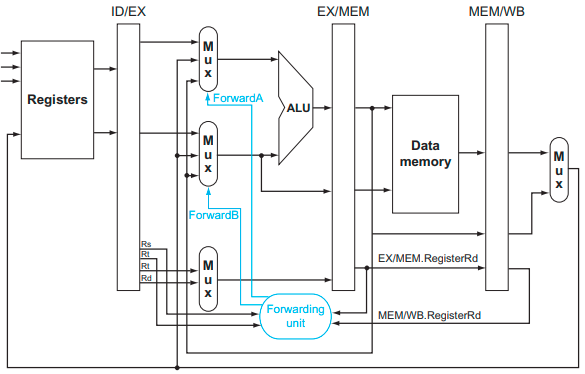 ID/EX
EX/MEM
MEM/WB
M
u
x
Registers
ForwardA
ALU
M
u
x
Data
memory
M
u
x
ForwardB
Rs
Rt
Rt
Rd
M
u
x
EX/MEM.RegisterRd
Forwarding
unit
MEM/WB.RegisterRd